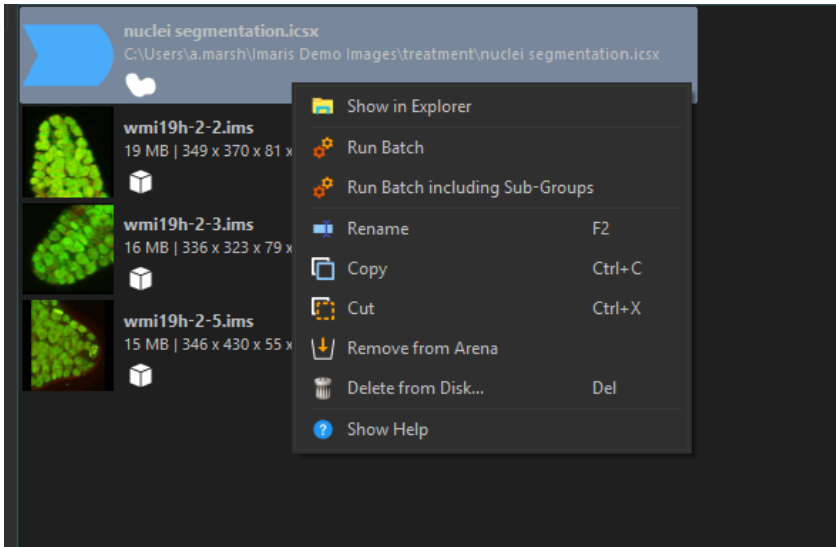 nuclei segmentation.icsx
C:\Users\a.marsh\Imaris Demo Images\treatment\nuclei segmentation.icsx
Show in Explorer
wmi19h-2-2.ims
19 MB | 349 x 370 x 81 x
Run Batch
Run Batch including Sub-Groups
wmi19h-2-3.ims
16 MB | 336 x 323 x 79 x
Rename F2
Copy Ctrl+C
Cut Ctrl+X
wmi19h-2-5.ims
15 MB | 346 x 430 x 55 x
Remove from Arena
Delete from Disk... Del
Show Help